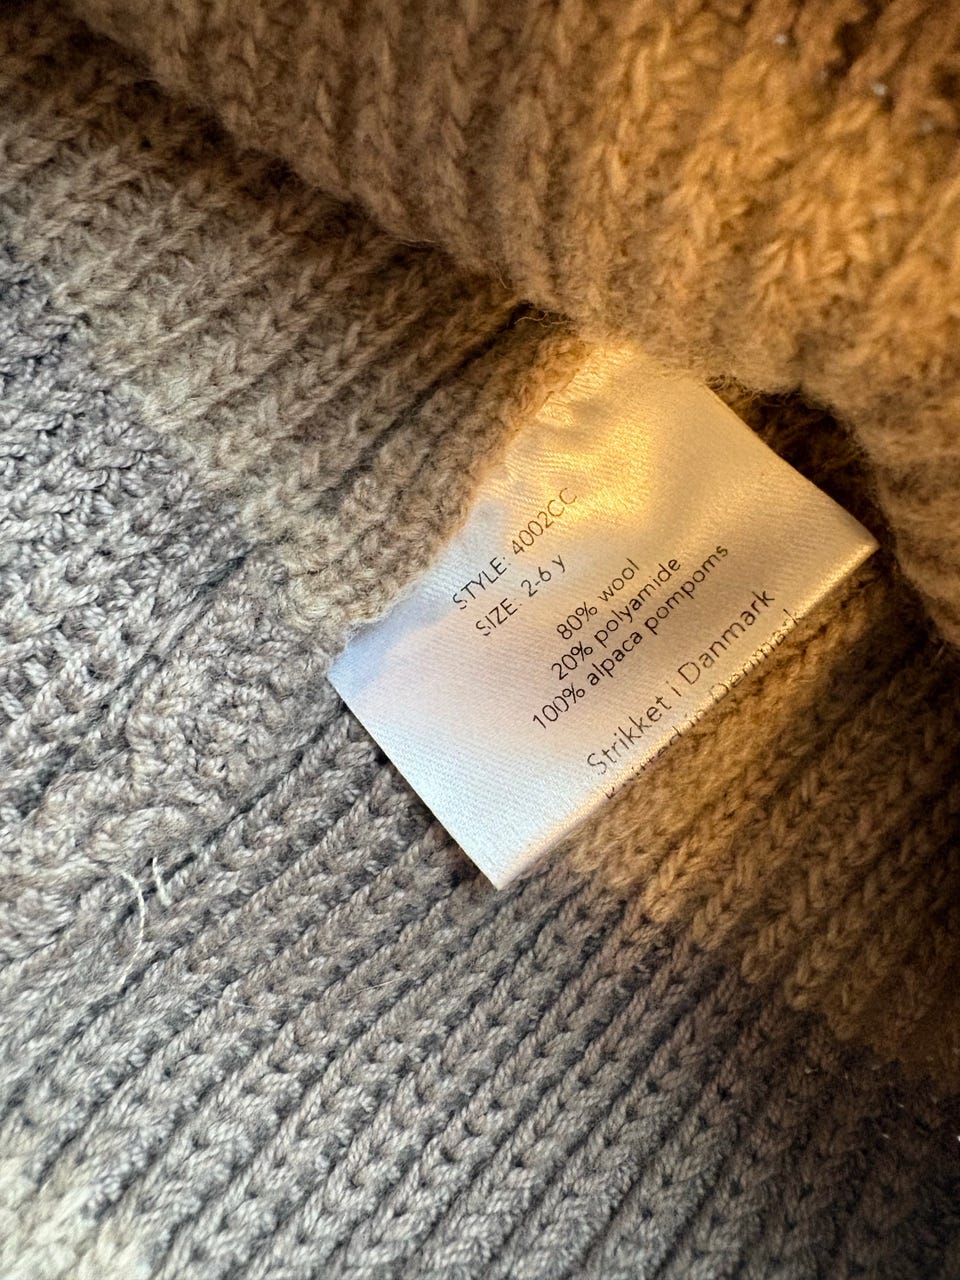 STYLE: 4002CC
SIZE: 2-6 y
80% wool
20% polyamide
100% alpaca pompoms
Strikket i Danmark